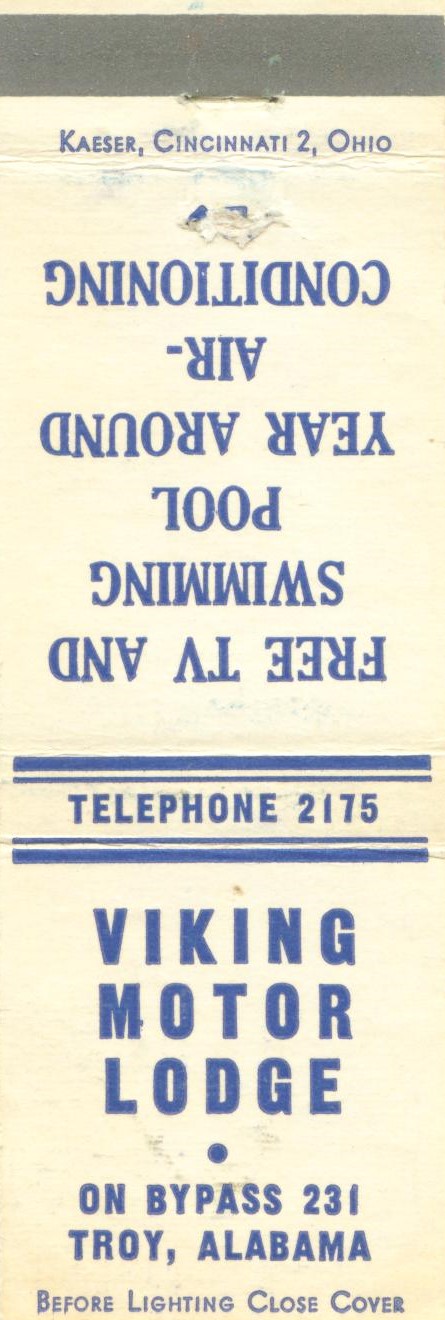 KAESER, CINCINNATI 2, OHIO
FREE TV AND
SWIMMING
POOL
YEAR AROUND
AIR-
CONDITIONING
TELEPHONE 2175
VIKING
MOTOR
LODGE
•
ON BYPASS 231
TROY, ALABAMA
BEFORE LIGHTING CLOSE COVER